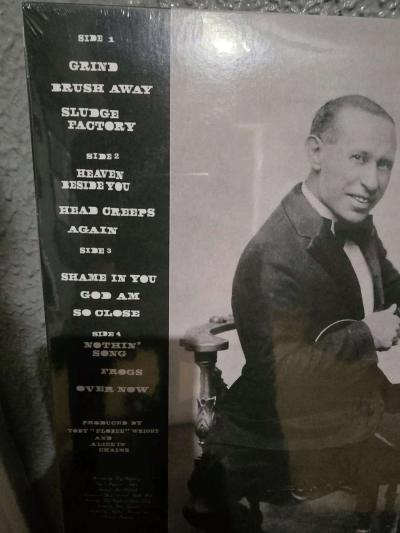 SIDE 1
GRIND
BRUSH AWAY
SLUDGE
FACTORY
SIDE 2
HEAVEN
BESIDE YOU
HEAD CREEPS
AGAIN
SIDE 3
SHAME IN YOU
GOD AM
SO CLOSE
SIDE 4
NOTHIN'
SONG
FROGS
OVER NOW
PRODUCED BY
TOBY "PLOREE" WRIGHT
AND
ALICE IN
CHAINS